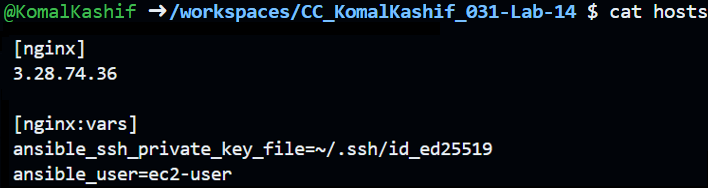 @KomalKashif ➜/workspaces/CC_KomalKashif_031-Lab-14 $ cat hosts
[nginx]
3.28.74.36
[nginx:vars]
ansible_ssh_private_key_file=~/.ssh/id_ed25519
ansible_user=ec2-user